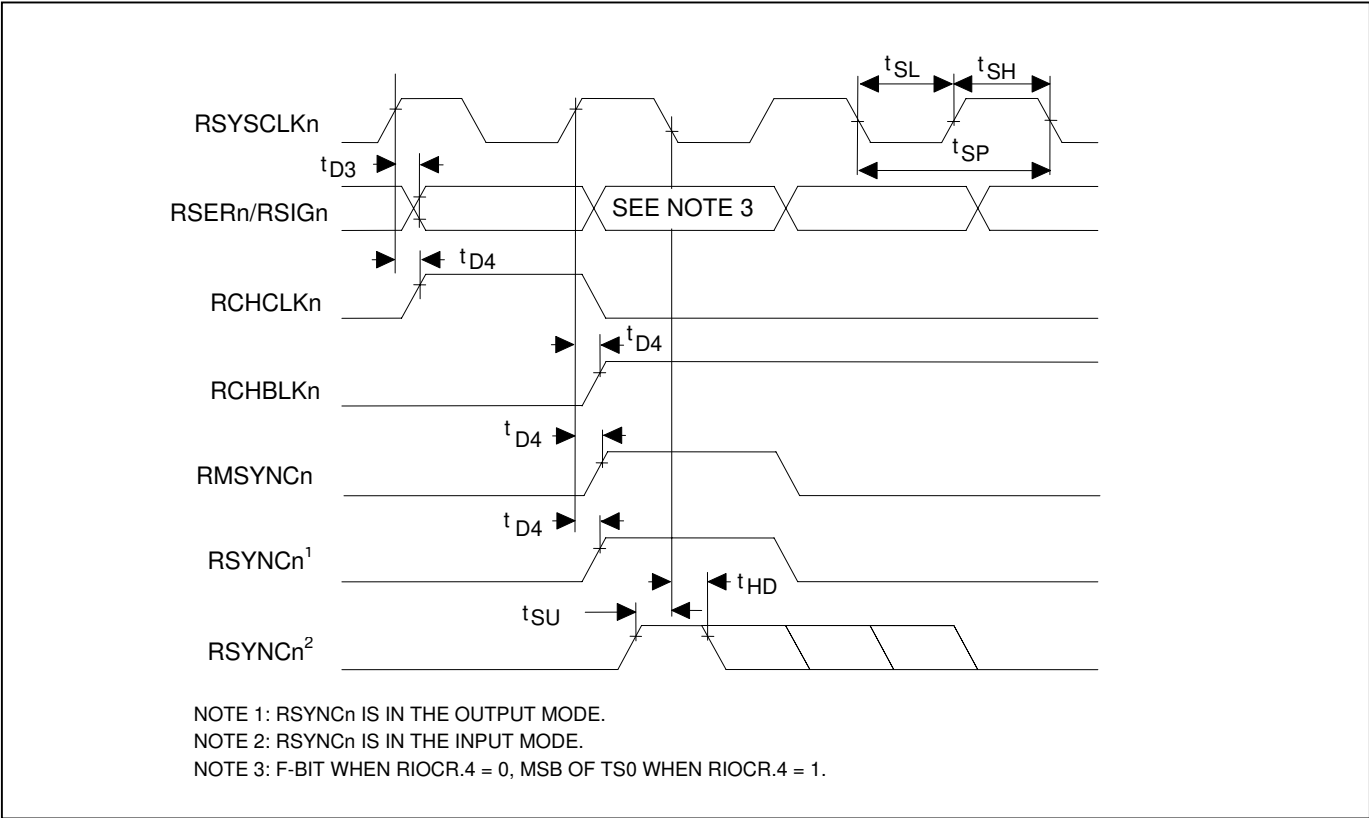 tSL tSH
RSYSCLKn
tSP
tD3
RSERn/RSIGn SEE NOTE 3
tD4
RCHCLKn
tD4
RCHBLKn
tD4
RMSYNCn
tD4
RSYNCn¹
tHD
tSU
RSYNCn²
NOTE 1: RSYNCn IS IN THE OUTPUT MODE.
NOTE 2: RSYNCn IS IN THE INPUT MODE.
NOTE 3: F-BIT WHEN RIOCR.4 = 0, MSB OF TS0 WHEN RIOCR.4 = 1.